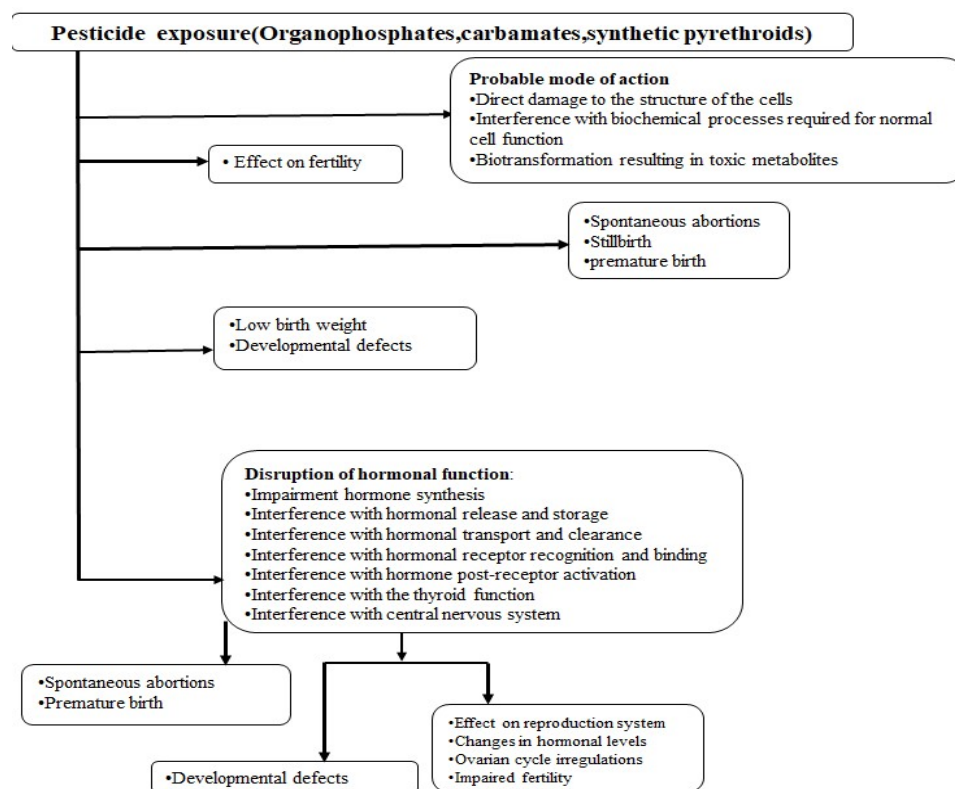 Pesticide exposure(Organophosphates,carbamates,synthetic pyrethroids)
Probable mode of action
•Direct damage to the structure of the cells
•Interference with biochemical processes required for normal
cell function
•Biotransformation resulting in toxic metabolites
• Effect on fertility
•Spontaneous abortions
•Stillbirth
•premature birth
•Low birth weight
•Developmental defects
Disruption of hormonal function:
•Impairment hormone synthesis
•Interference with hormonal release and storage
•Interference with hormonal transport and clearance
•Interference with hormonal receptor recognition and binding
•Interference with hormone post-receptor activation
•Interference with the thyroid function
•Interference with central nervous system
•Spontaneous abortions
•Premature birth
•Effect on reproduction system
•Changes in hormonal levels
•Ovarian cycle irregulations
•Impaired fertility
•Developmental defects